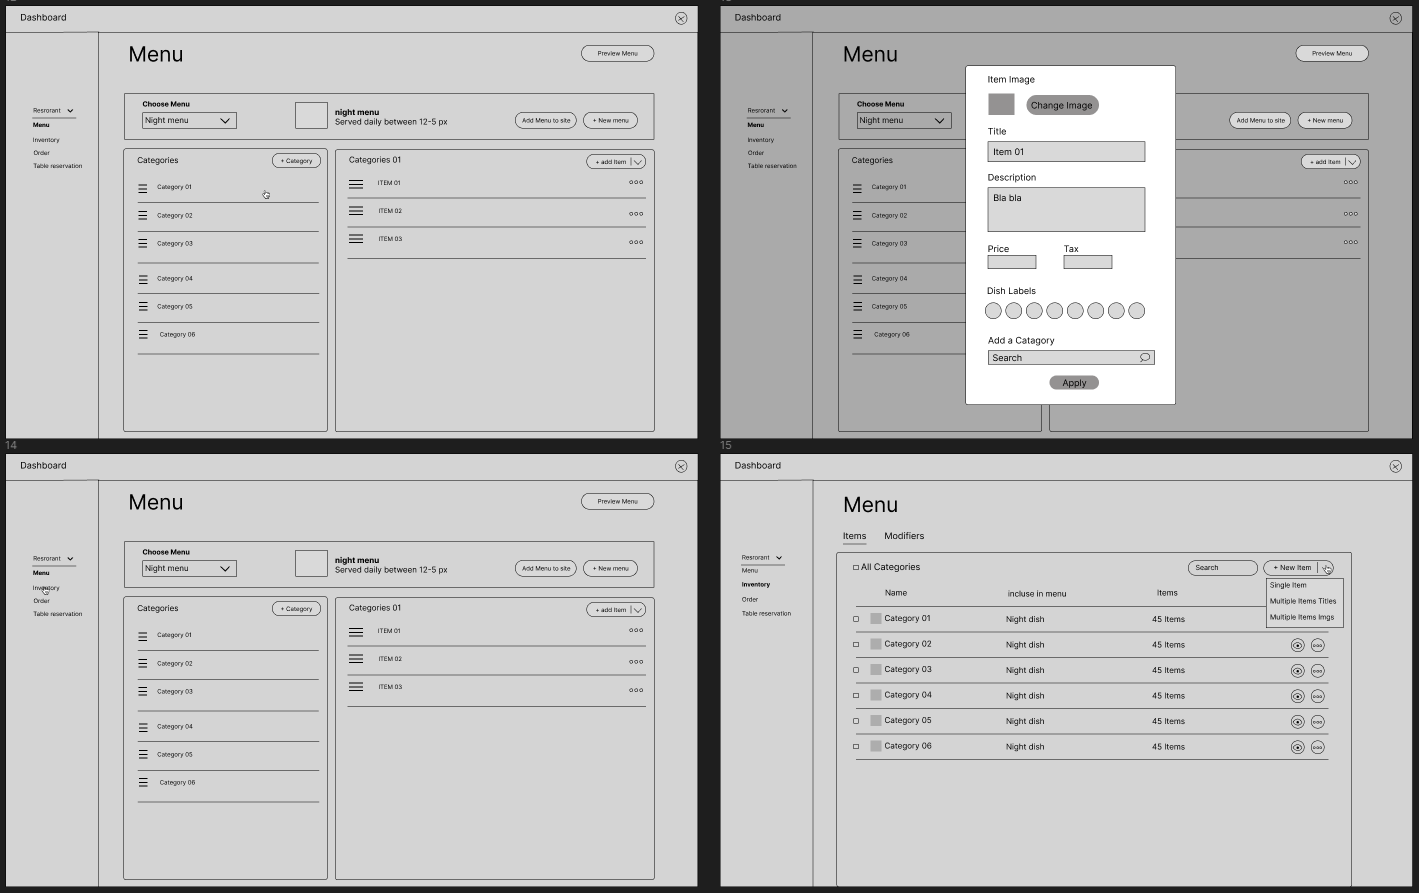 Dashboard
Menu
Preview Menu
Resrorant
Menu
Inventory
Order
Table reservation
Choose Menu
Night menu
night menu
Served daily between 12-5 px
Add Menu to site
+ New menu
Categories
+ Category
Category 01
Category 02
Category 03
Category 04
Category 05
Category 06
Categories 01
+ add Item
ITEM 01
ITEM 02
ITEM 03
Dashboard
Menu
Preview Menu
Resrorant
Menu
Inventory
Order
Table reservation
Choose Menu
Night menu
Add Menu to site
+ New menu
Categories
Category 01
Category 02
Category 03
Category 04
Category 05
Category 06
+ add Item
Item Image
Change Image
Title
Item 01
Description
Bla bla
Price Tax
Dish Labels
Add a Catagory
Search
Apply
14
Dashboard
Menu
Preview Menu
Resrorant
Menu
Inventory
Order
Table reservation
Choose Menu
Night menu
night menu
Served daily between 12-5 px
Add Menu to site
+ New menu
Categories
+ Category
Category 01
Category 02
Category 03
Category 04
Category 05
Category 06
Categories 01
+ add Item
ITEM 01
ITEM 02
ITEM 03
15
Dashboard
Menu
Items Modifiers
Resrorant
Menu
Inventory
Order
Table reservation
All Categories
Search
+ New Item
Single Item
Multiple Items Titles
Multiple Items Imgs
Name incluse in menu Items
Category 01 Night dish 45 Items
Category 02 Night dish 45 Items
Category 03 Night dish 45 Items
Category 04 Night dish 45 Items
Category 05 Night dish 45 Items
Category 06 Night dish 45 Items